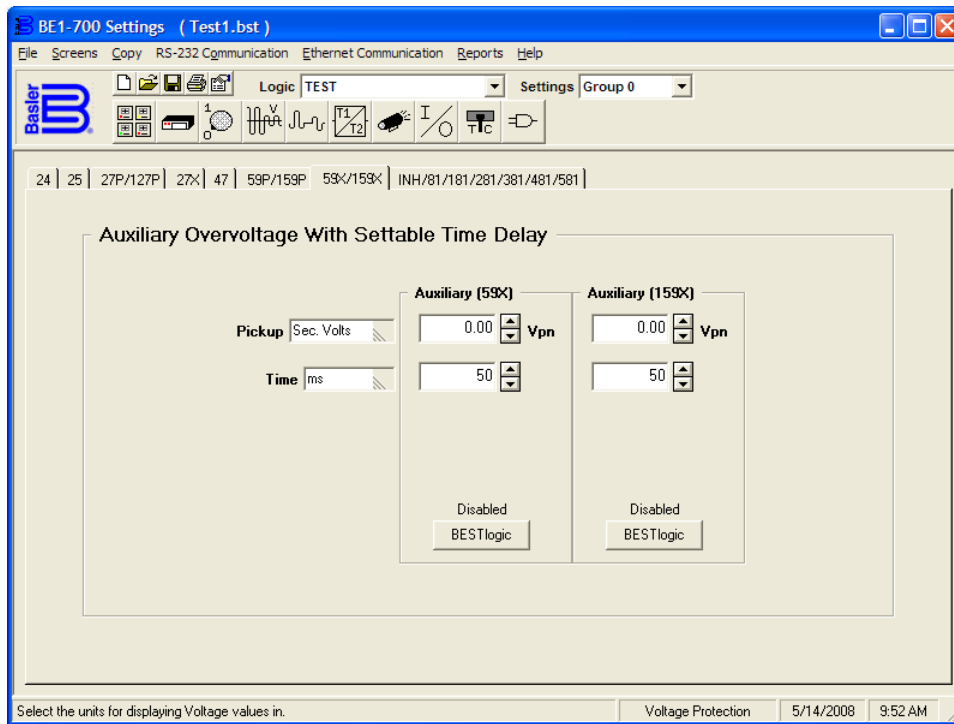 BE1-700 Settings ( Test1.bst )
File Screens Copy RS-232 Communication Ethernet Communication Reports Help
Basler
B
Logic TEST Settings Group 0
1 0 V T1 T2 I O T C
24 25 27P/127P 27X 47 59P/159P 59X/159X INH/81/181/281/381/481/581
Auxiliary Overvoltage With Settable Time Delay
Auxiliary (59X) Auxiliary (159X)
Pickup Sec. Volts 0.00 Vpn 0.00 Vpn
Time ms 50 50
Disabled Disabled
BESTlogic BESTlogic
Select the units for displaying Voltage values in. Voltage Protection 5/14/2008 9:52 AM